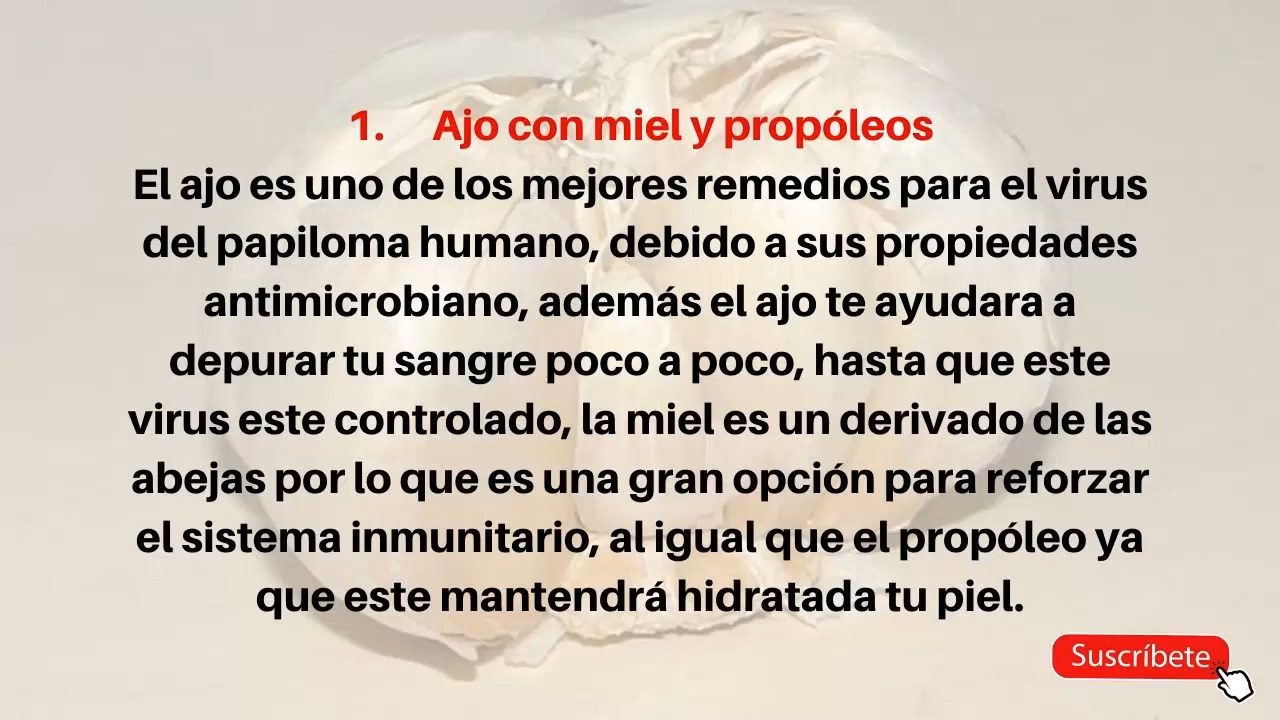 1. Ajo con miel y propóleos
El ajo es uno de los mejores remedios para el virus
del papiloma humano, debido a sus propiedades
antimicrobiano, además el ajo te ayudara a
depurar tu sangre poco a poco, hasta que este
virus este controlado, la miel es un derivado de las
abejas por lo que es una gran opción para reforzar
el sistema inmunitario, al igual que el propóleo ya
que este mantendrá hidratada tu piel.
Suscríbete